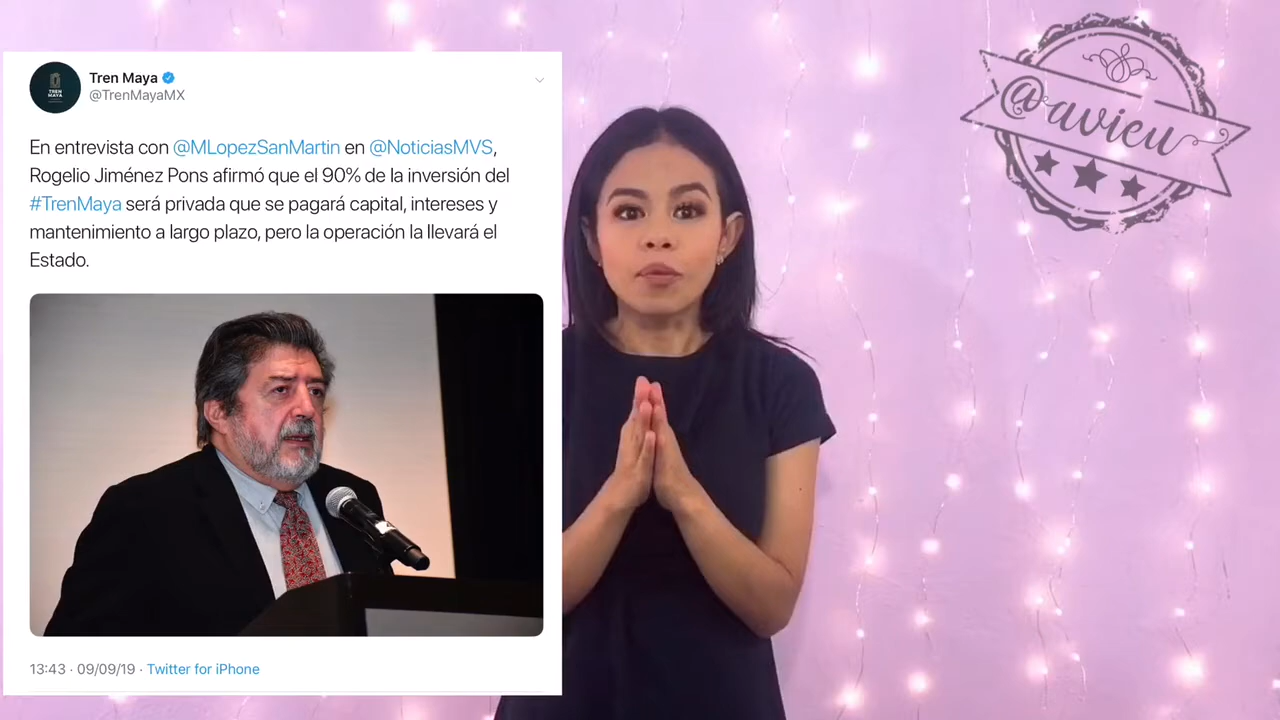 Tren Maya
@TrenMayaMX
TREN
MAYA
En entrevista con @MLopezSanMartin en @NoticiasMVS,
Rogelio Jiménez Pons afirmó que el 90% de la inversión del
#TrenMaya será privada que se pagará capital, intereses y
mantenimiento a largo plazo, pero la operación la llevará el
Estado.
13:43 · 09/09/19 · Twitter for iPhone
@avieu